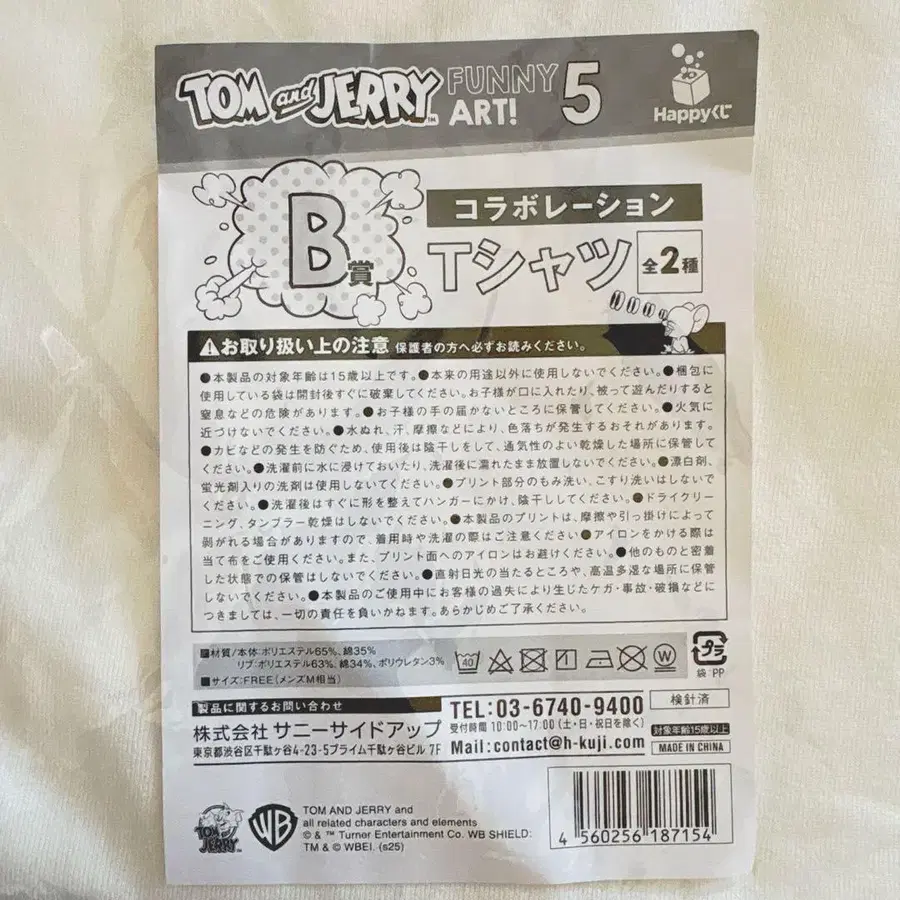 TOM and JERRY™ FUNNY ART! 5
Happyくじ
B賞
コラボレーション
Tシャツ 全2種
⚠お取り扱い上の注意 保護者の方へ必ずお読みください。
●本製品の対象年齢は15歳以上です。●本来の用途以外に使用しないでください。●梱包に
使用している袋は開封後すぐに破棄してください。お子様が口に入れたり、被って遊んだりすると
窒息などの危険があります。●お子様の手の届かないところに保管してください。●火気に
近づけないでください。●水ぬれ、汗、摩擦などにより、色落ちが発生するおそれがあります。
●カビなどの発生を防ぐため、使用後は陰干しをして、通気性のよい乾燥した場所に保管して
ください。●洗濯前に水に浸けておいたり、洗濯後に濡れたまま放置しないでください。●漂白剤、
蛍光剤入りの洗剤は使用しないでください。●プリント部分のもみ洗い、こすり洗いはしないでく
ださい。●洗濯後はすぐに形を整えてハンガーにかけ、陰干ししてください。●ドライクリー
ニング、タンブラー乾燥はしないでください。●本製品のプリントは、摩擦や引っ掛けによって
剥がれる場合がありますので、着用時や洗濯の際はご注意ください●アイロンをかける際は
当て布をご使用ください。また、プリント面へのアイロンはお避けください。●他のものと密着
した状態での保管はしないでください。●直射日光の当たるところや、高温多湿な場所に保管
しないでください。●本製品のご使用中にお客様の過失により生じたケガ・事故・破損などに
つきましては、一切の責任を負いかねます。あらかじめご了承ください。
■材質/本体:ポリエステル65%、綿35%
リブ:ポリエステル63%、綿34%、ポリウレタン3%
■サイズ:FREE(メンズM相当)
40
W
プラ
袋:PP
製品に関するお問い合わせ
株式会社 サニーサイドアップ
東京都渋谷区千駄ケ谷4-23-5プライム千駄ケ谷ビル 7F
TEL:03-6740-9400
受付時間 10:00~17:00(土・日・祝日を除く)
Mail:contact@h-kuji.com
検針済
対象年齢15歳以上
MADE IN CHINA
TOM and JERRY
WB
TOM AND JERRY and
all related characters and elements
© & ™ Turner Entertainment Co. WB SHIELD:
TM & © WBEI. (s25)
4 560256 187154